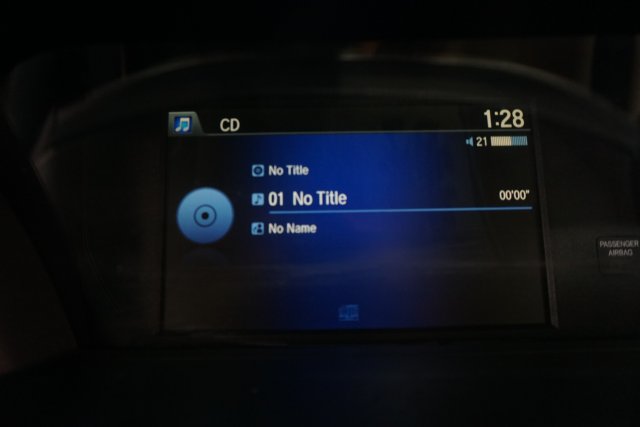 CD
1:28
21
No Title
01 No Title
00'00"
No Name
PASSENGER
AIRBAG